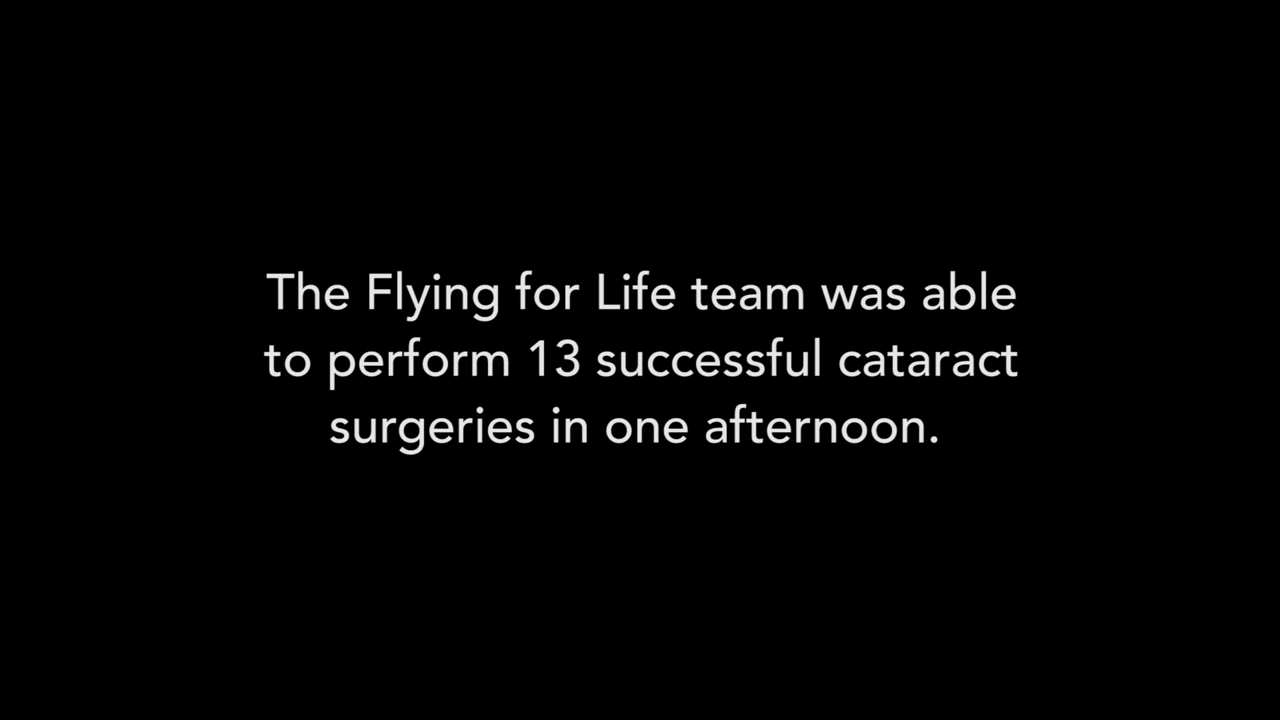 The Flying for Life team was able
to perform 13 successful cataract
surgeries in one afternoon.